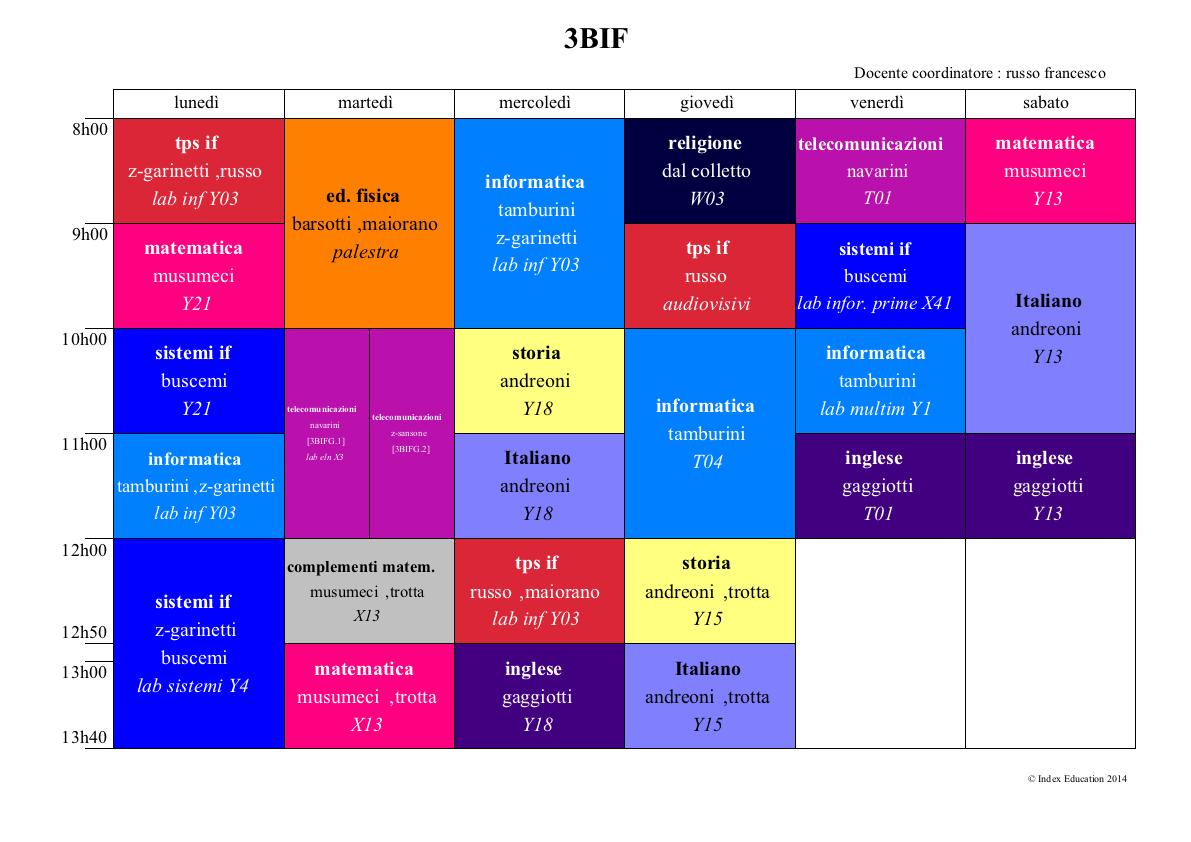 3BIF
Docente coordinatore : russo francesco
lunedì
martedì
mercoledì
giovedì
venerdì
sabato
8h00
9h00
10h00
11h00
12h00
12h50
13h00
13h40
tps if
z-garinetti ,russo
lab inf Y03
matematica
musumeci
Y21
sistemi if
buscemi
Y21
informatica
tamburini ,z-garinetti
lab inf Y03
sistemi if
z-garinetti
buscemi
lab sistemi Y4
ed. fisica
barsotti ,maiorano
palestra
telecomunicazioni
navarini
[3BIFG.1]
lab eln X3
telecomunicazioni
z-sansone
[3BIFG.2]
complementi matem.
musumeci ,trotta
X13
matematica
musumeci ,trotta
X13
informatica
tamburini
z-garinetti
lab inf Y03
storia
andreoni
Y18
Italiano
andreoni
Y18
tps if
russo ,maiorano
lab inf Y03
inglese
gaggiotti
Y18
religione
dal colletto
W03
tps if
russo
audiovisivi
informatica
tamburini
T04
storia
andreoni ,trotta
Y15
Italiano
andreoni ,trotta
Y15
telecomunicazioni
navarini
T01
sistemi if
buscemi
lab infor. prime X41
informatica
tamburini
lab multim Y1
inglese
gaggiotti
T01
matematica
musumeci
Y13
Italiano
andreoni
Y13
inglese
gaggiotti
Y13
© Index Education 2014